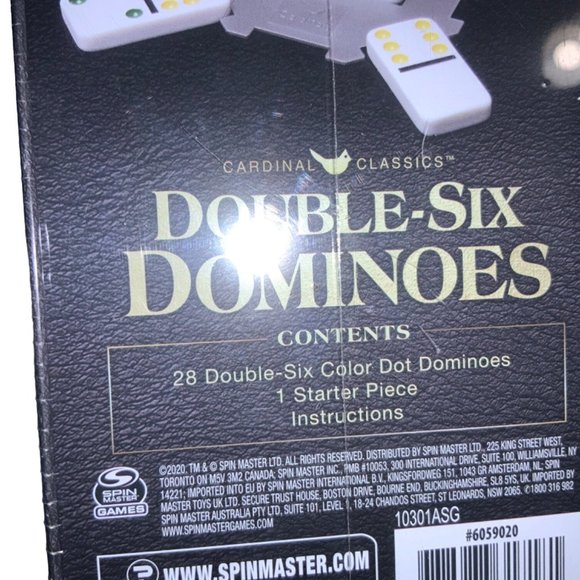 CARDINAL CLASSICS™
DOUBLE-SIX
DOMINOES
CONTENTS
28 Double-Six Color Dot Dominoes
1 Starter Piece
Instructions
©2020. TM & © SPIN MASTER LTD. ALL RIGHTS RESERVED. DISTRIBUTED BY SPIN MASTER LTD., 225 KING STREET WEST,
TORONTO ON M5V 3M2 CANADA; SPIN MASTER INC., PMB #10053, 300 INTERNATIONAL DRIVE, SUITE 100, WILLIAMSVILLE, NY
14221; IMPORTED INTO EU BY SPIN MASTER INTERNATIONAL B.V., KINGSFORDWEG 151, 1043 GR AMSTERDAM, NL; SPIN
MASTER TOYS UK LTD, SECURE TRUST HOUSE, BOSTON DRIVE, BOURNE END, BUCKINGHAMSHIRE, SL8 5YS, UK. IMPORTED BY
SPIN MASTER AUSTRALIA PTY LTD, SUITE 101, LEVEL 1, 18-24 CHANDOS STREET, ST LEONARDS, NSW 2065. ✆1800 316 982
WWW.SPINMASTERGAMES.COM
SPIN
MASTER
GAMES
10301ASG
#6059020
WWW.SPINMASTER.COM